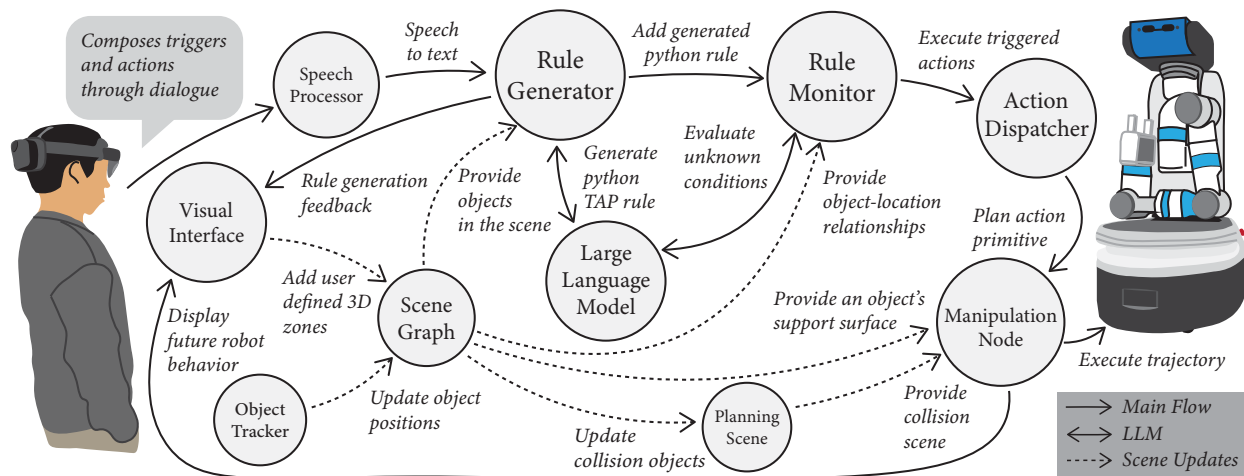 Composes triggers
and actions
through dialogue
Speech
Processor
Speech
to text
Rule
Generator
Add generated
python rule
Rule
Monitor
Execute triggered
actions
Action
Dispatcher
Visual
Interface
Rule generation
feedback
Provide
objects
in the scene
Generate
python
TAP rule
Evaluate
unknown
conditions
Provide
object-location
relationships
Plan action
primitive
Large
Language
Model
Add user
defined 3D
zones
Scene
Graph
Display
future robot
behavior
Provide an object's
support surface
Manipulation
Node
Execute trajectory
Object
Tracker
Update object
positions
Update
collision objects
Planning
Scene
Provide
collision
scene
Main Flow
LLM
Scene Updates